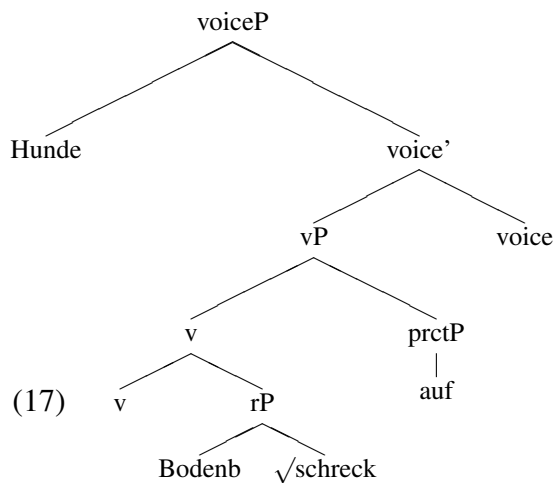 voiceP
Hunde voice'
vP voice
v prctP
(17) v rP auf
Bodenb √schreck